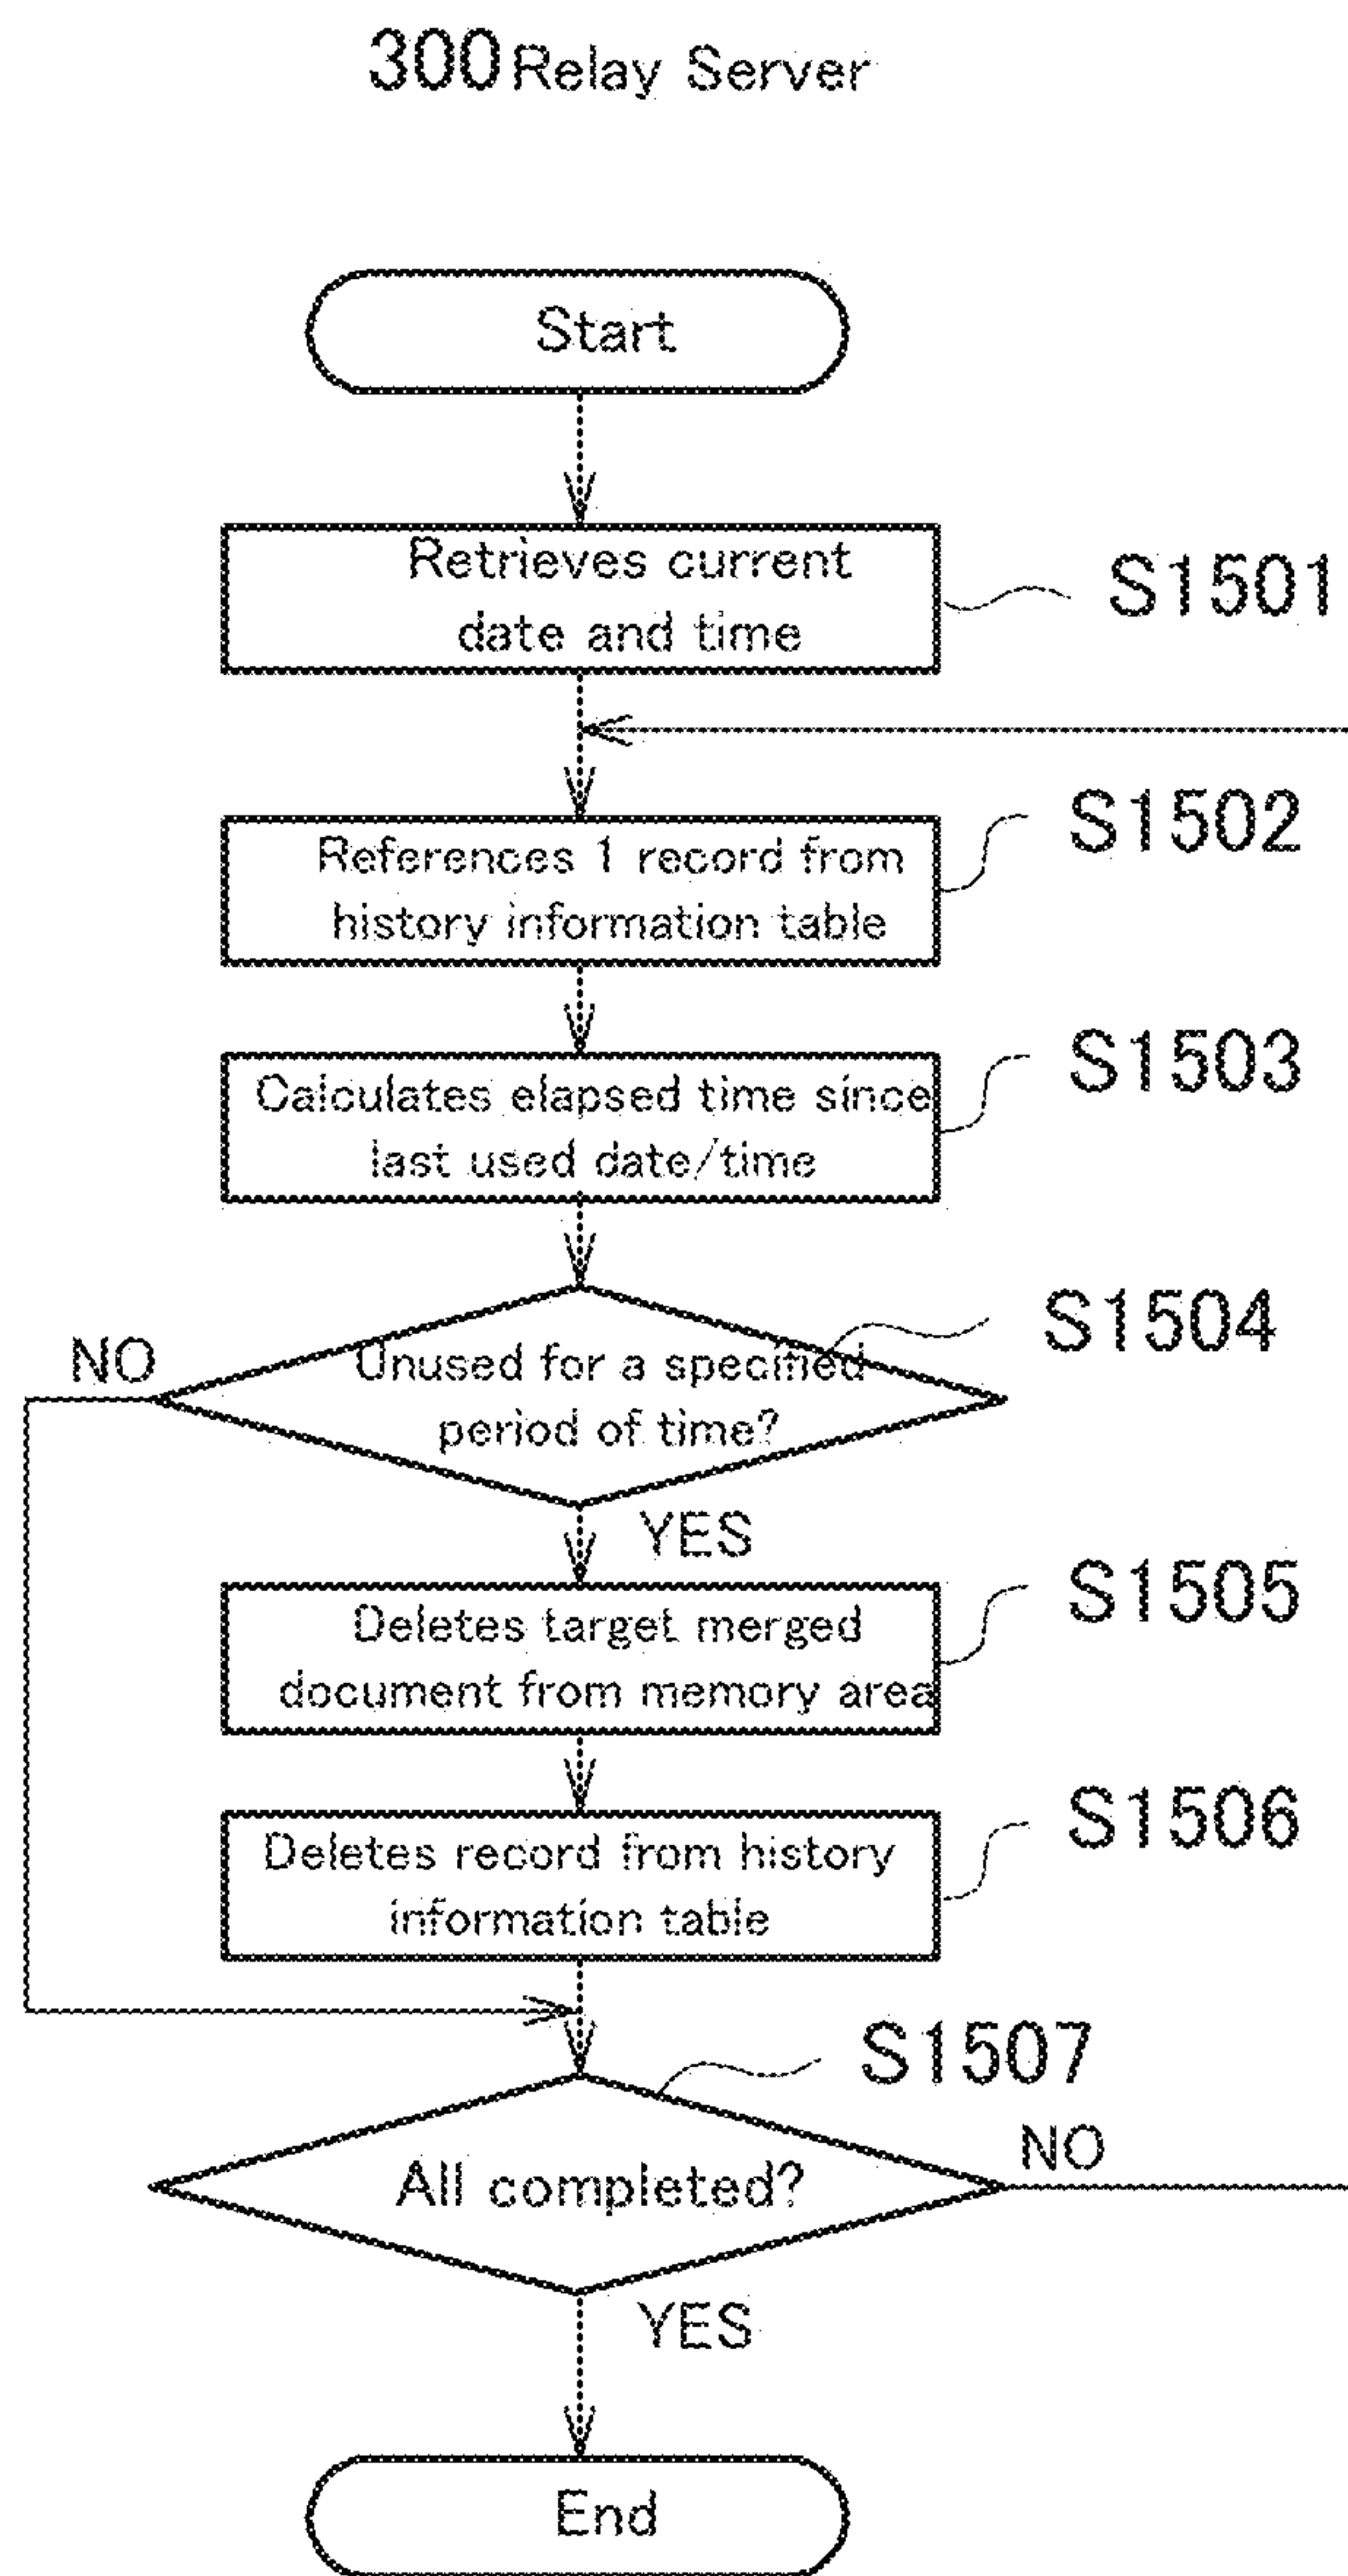 300 Relay Server
Start
Retrieves current
date and time
S1501
References 1 record from
history information table
S1502
Calculates elapsed time since
last used date/time
S1503
Unused for a specified
period of time?
S1504
NO
YES
Deletes target merged
document from memory area
S1505
Deletes record from history
information table
S1506
All completed?
S1507
NO
YES
End